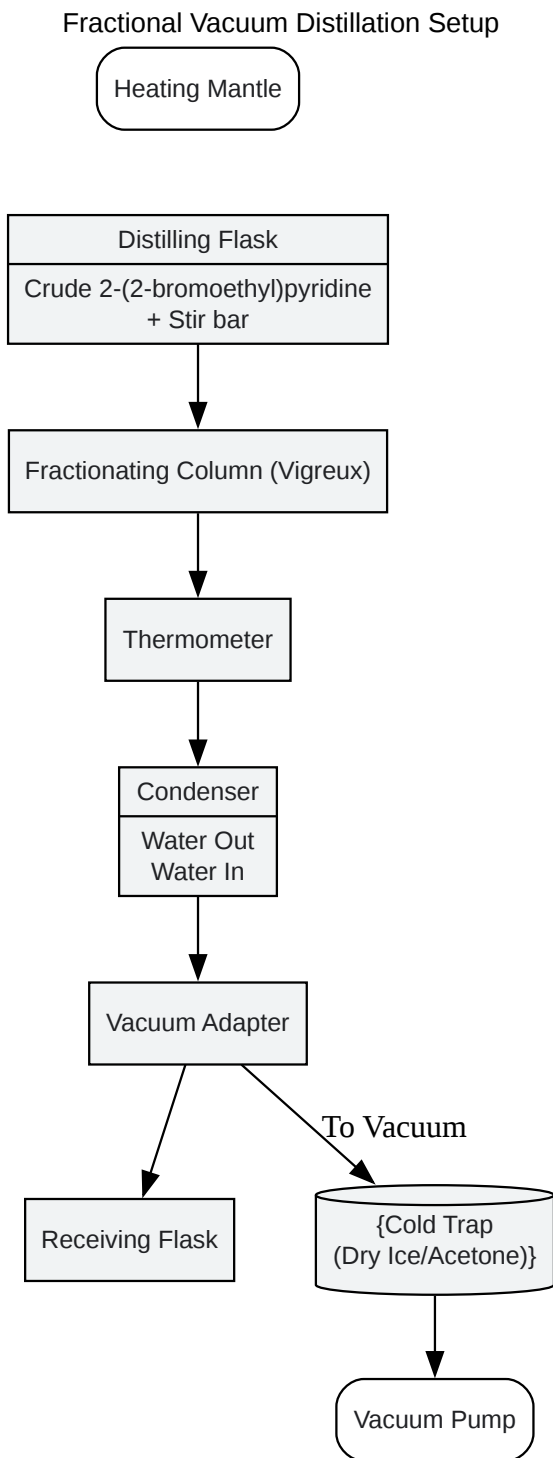 Fractional Vacuum Distillation Setup
Heating Mantle
Distilling Flask
Crude 2-(2-bromoethyl)pyridine
+ Stir bar
Fractionating Column (Vigreux)
Thermometer
Condenser
Water Out
Water In
Vacuum Adapter
To Vacuum
Receiving Flask
{Cold Trap
(Dry Ice/Acetone)}
Vacuum Pump